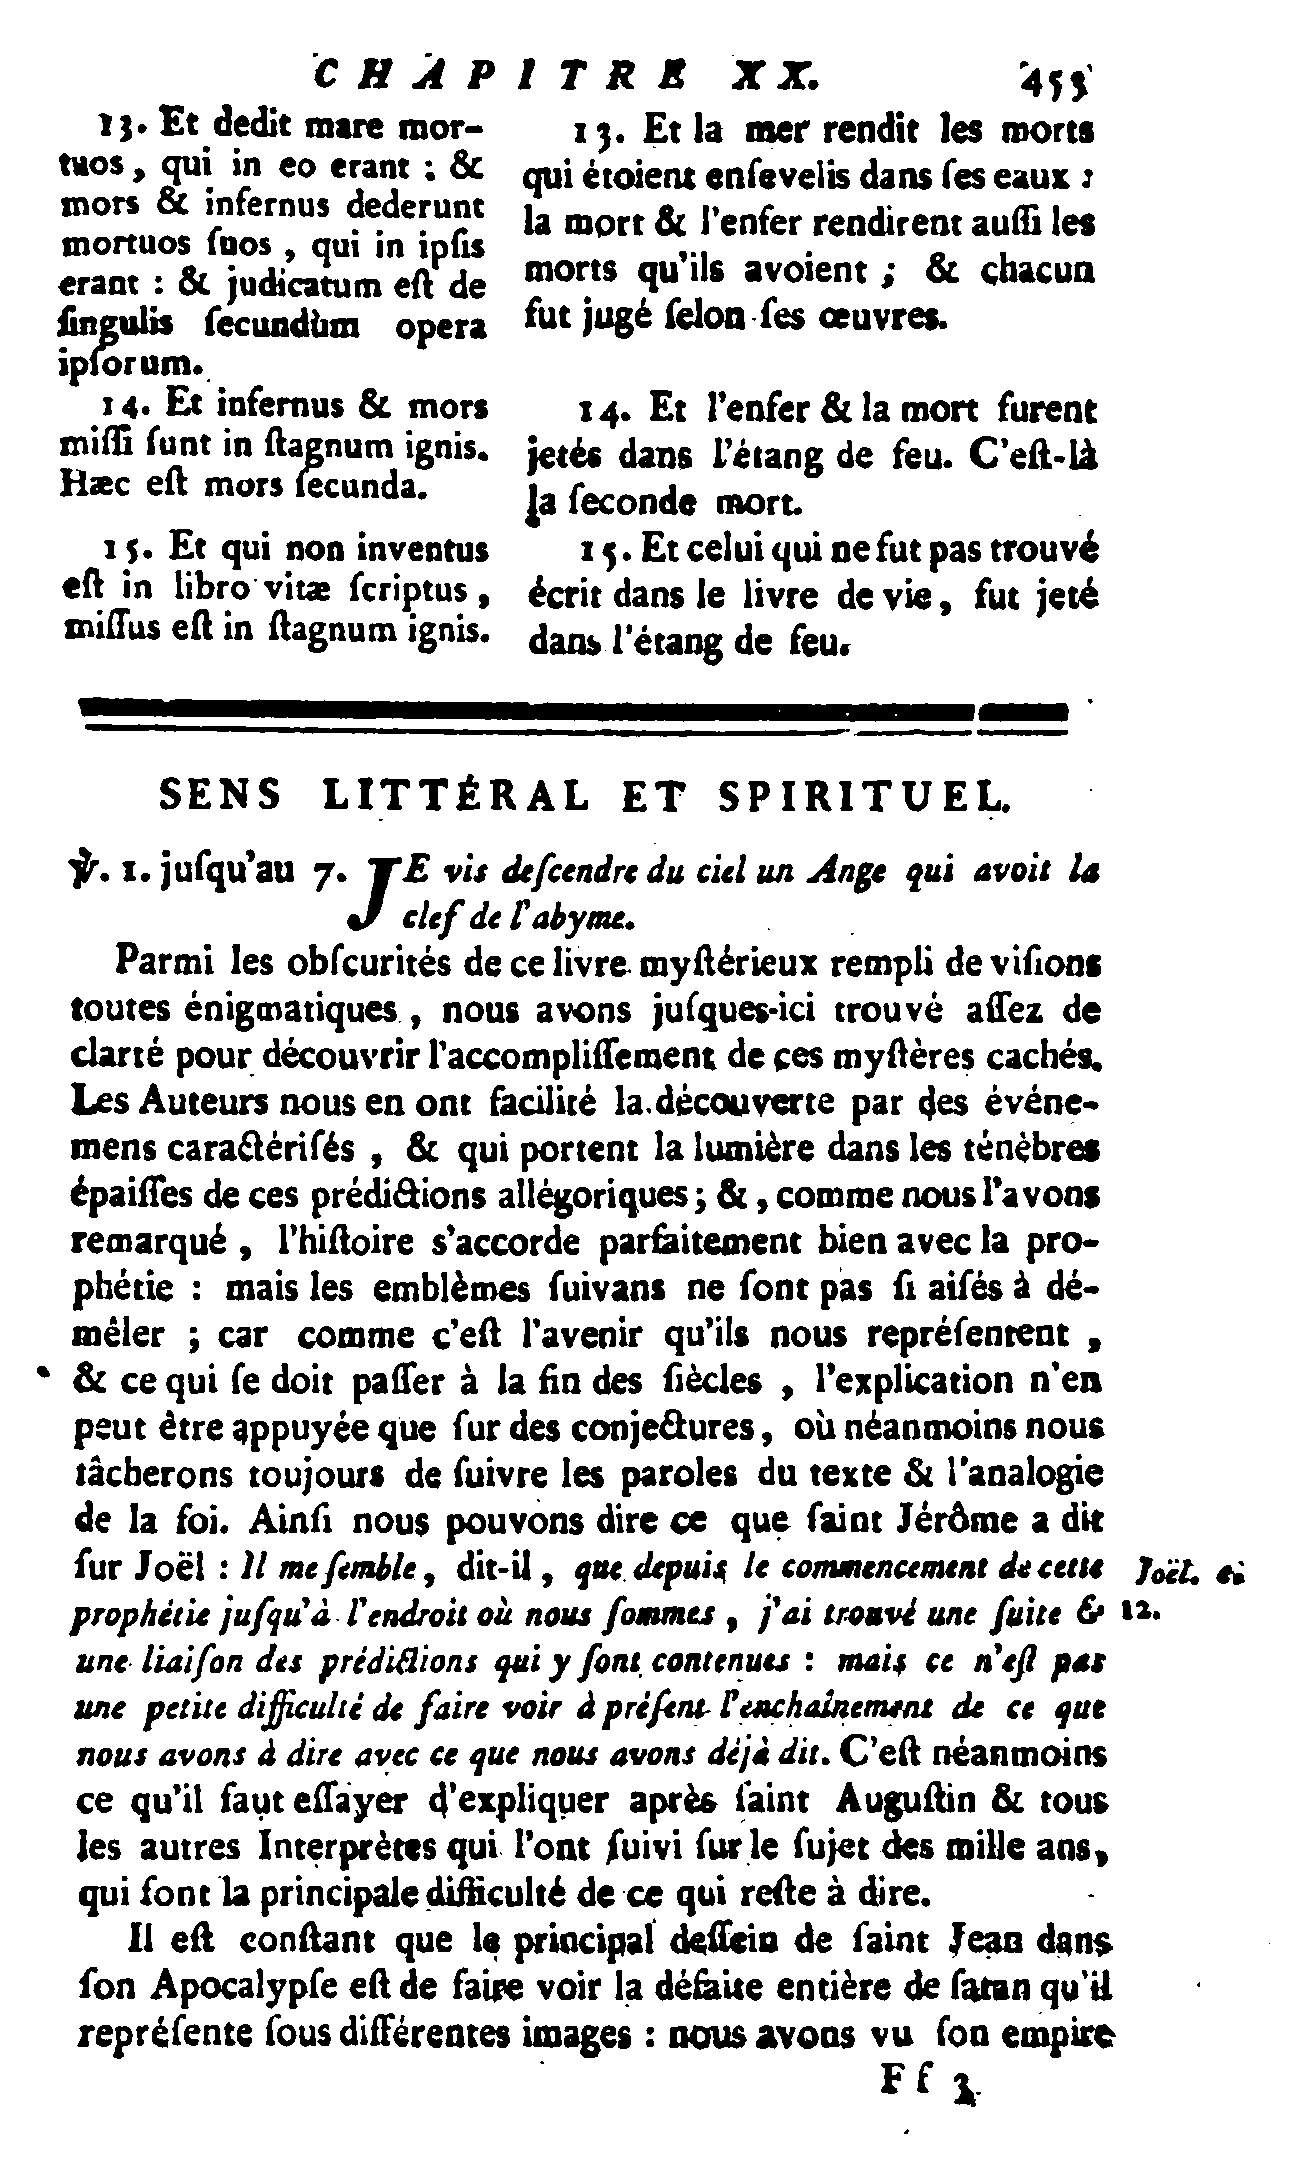 CHAPITRE XX. 453
13. Et dedit mare mor-
tuos, qui in eo erant : &
mors & infernus dederunt
mortuos ſuos, qui in ipſis
erant : & judicatum eſt de
ſingulis ſecundùm opera
ipſorum.
14. Et infernus & mors
miſſi ſunt in ſtagnum ignis.
Hæc eſt mors ſecunda.
15. Et qui non inventus
eſt in libro vitæ ſcriptus,
miſſus eſt in ſtagnum ignis.
13. Et la mer rendit les morts
qui étoient enſevelis dans ſes eaux :
la mort & l'enfer rendirent auſſi les
morts qu'ils avoient ; & chacun
fut jugé ſelon ſes œuvres.
14. Et l'enfer & la mort furent
jetés dans l'étang de feu. C'eſt-là
la ſeconde mort.
15. Et celui qui ne fut pas trouvé
écrit dans le livre de vie, fut jeté
dans l'étang de feu.
SENS LITTÉRAL ET SPIRITUEL.
℣. 1. juſqu'au 7. JE vis deſcendre du ciel un Ange qui avoit la
clef de l'abyme.
Parmi les obſcurités de ce livre myſtérieux rempli de viſions
toutes énigmatiques, nous avons juſques-ici trouvé aſſez de
clarté pour découvrir l'accompliſſement de ces myſtères cachés.
Les Auteurs nous en ont facilité la découverte par des événe-
mens caractériſés, & qui portent la lumière dans les ténèbres
épaiſſes de ces prédictions allégoriques ; &, comme nous l'avons
remarqué, l'hiſtoire s'accorde parfaitement bien avec la pro-
phétie : mais les emblèmes ſuivans ne ſont pas ſi aiſés à dé-
mêler ; car comme c'eſt l'avenir qu'ils nous repréſentent,
& ce qui ſe doit paſſer à la fin des ſiècles, l'explication n'en
peut être appuyée que ſur des conjectures, où néanmoins nous
tâcherons toujours de ſuivre les paroles du texte & l'analogie
de la foi. Ainſi nous pouvons dire ce que ſaint Jérôme a dit
ſur Joël : Il me ſemble, dit-il, que depuis le commencement de cette
prophétie juſqu'à l'endroit où nous ſommes, j'ai trouvé une ſuite &
une liaiſon des prédictions qui y ſont contenues : mais ce n'eſt pas
une petite difficulté de faire voir à préſent l'enchaînement de ce que
nous avons à dire avec ce que nous avons déjà dit. C'eſt néanmoins
ce qu'il faut eſſayer d'expliquer après ſaint Auguſtin & tous
les autres Interprètes qui l'ont ſuivi ſur le ſujet des mille ans,
qui ſont la principale difficulté de ce qui reſte à dire.
Il eſt conſtant que le principal deſſein de ſaint Jean dans
ſon Apocalypſe eſt de faire voir la défaite entière de ſatan qu'il
repréſente ſous différentes images : nous avons vu ſon empire
Joël.
12.
Ff 3